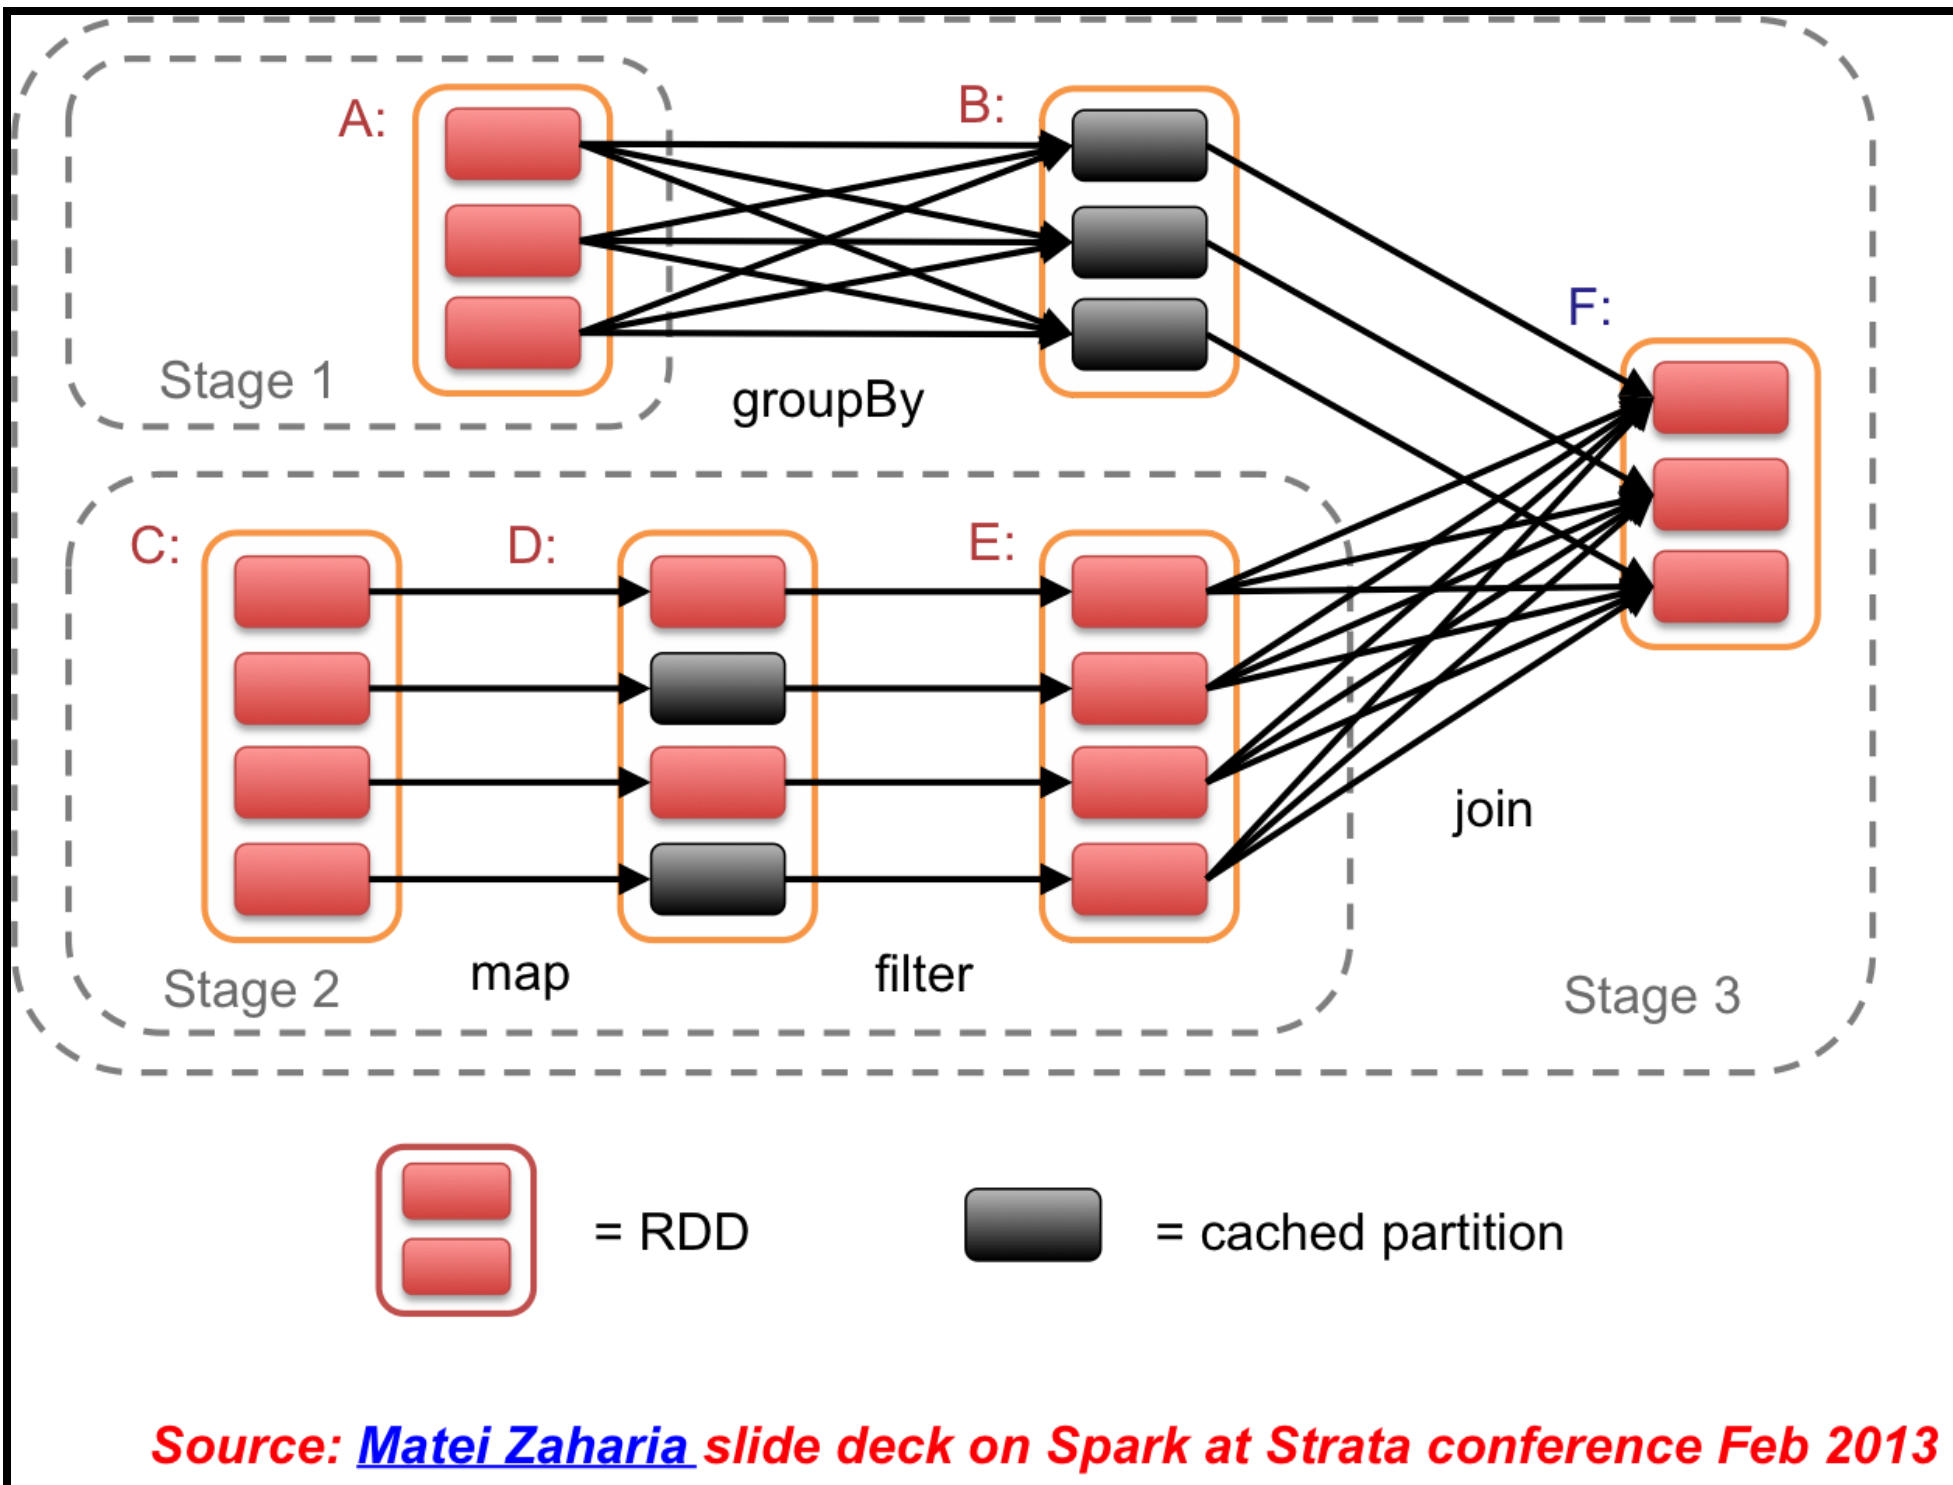 A:
B:
F:
Stage 1
groupBy
C:
D:
E:
join
Stage 2
map
filter
Stage 3
= RDD
= cached partition
Source: Matei Zaharia slide deck on Spark at Strata conference Feb 2013